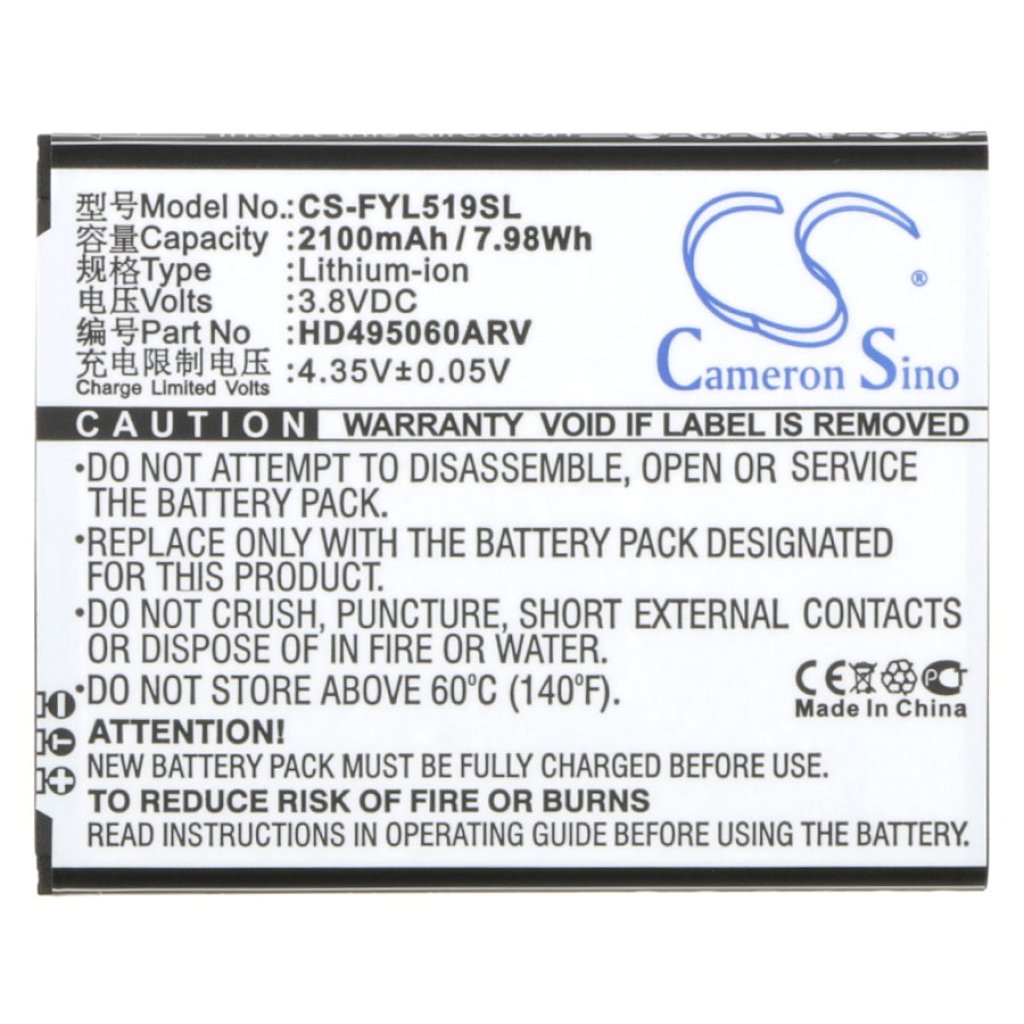 型号Model No.:CS-FYL519SL
容量Capacity :2100mAh / 7.98Wh
规格Type :Lithium-ion
电压Volts :3.8VDC
编号Part No :HD495060ARV
充电限制电压
Charge Limited Volts :4.35V±0.05V
CS®
Cameron Sino
CAUTION WARRANTY VOID IF LABEL IS REMOVED
•DO NOT ATTEMPT TO DISASSEMBLE, OPEN OR SERVICE
THE BATTERY PACK.
•REPLACE ONLY WITH THE BATTERY PACK DESIGNATED
FOR THIS PRODUCT.
•DO NOT CRUSH, PUNCTURE, SHORT EXTERNAL CONTACTS
OR DISPOSE OF IN FIRE OR WATER.
•DO NOT STORE ABOVE 60°C (140°F).
CE
Made In China
ATTENTION!
NEW BATTERY PACK MUST BE FULLY CHARGED BEFORE USE.
TO REDUCE RISK OF FIRE OR BURNS
READ INSTRUCTIONS IN OPERATING GUIDE BEFORE USING THE BATTERY.